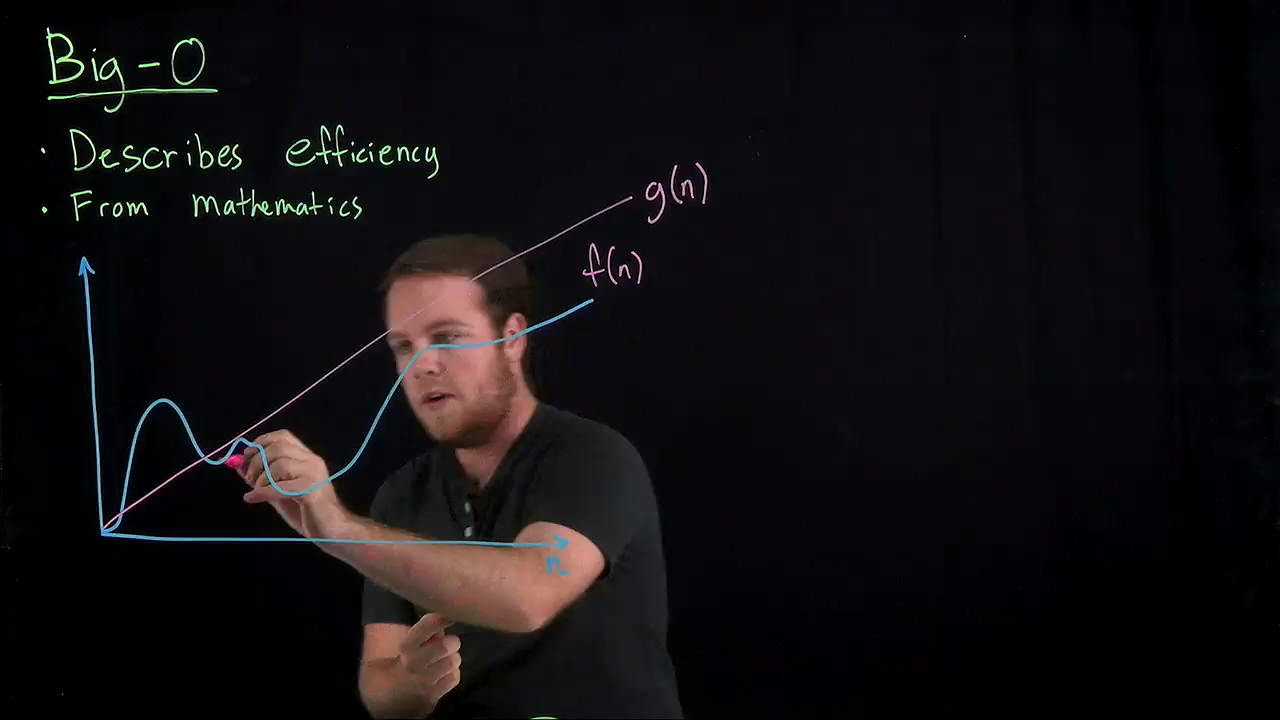 Big-O
• Describes efficiency
• From Mathematics
g(n)
f(n)
n